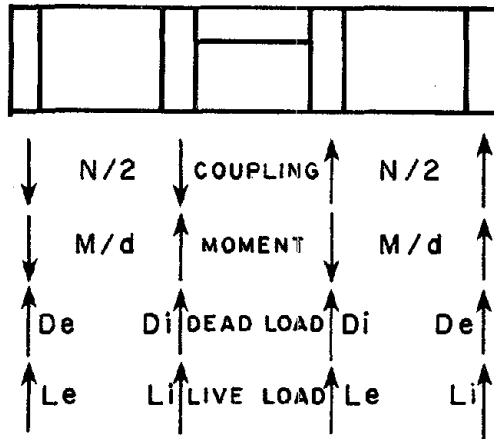 N/2 COUPLING N/2
M/d MOMENT M/d
De Di DEAD LOAD Di De
Le Li LIVE LOAD Le Li